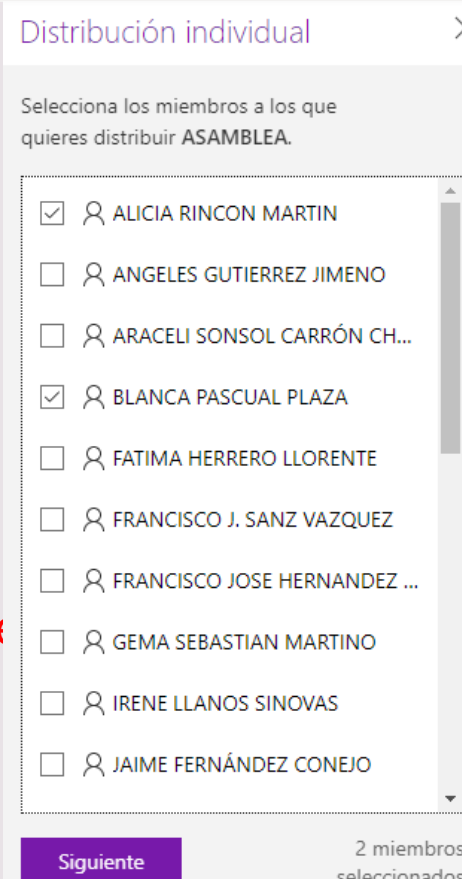 Distribución individual
Selecciona los miembros a los que
quieres distribuir ASAMBLEA.
ALICIA RINCON MARTIN
ANGELES GUTIERREZ JIMENO
ARACELI SONSOL CARRÓN CH...
BLANCA PASCUAL PLAZA
FATIMA HERRERO LLORENTE
FRANCISCO J. SANZ VAZQUEZ
FRANCISCO JOSE HERNANDEZ ...
GEMA SEBASTIAN MARTINO
IRENE LLANOS SINOVAS
JAIME FERNÁNDEZ CONEJO
Siguiente
2 miembros
seleccionados